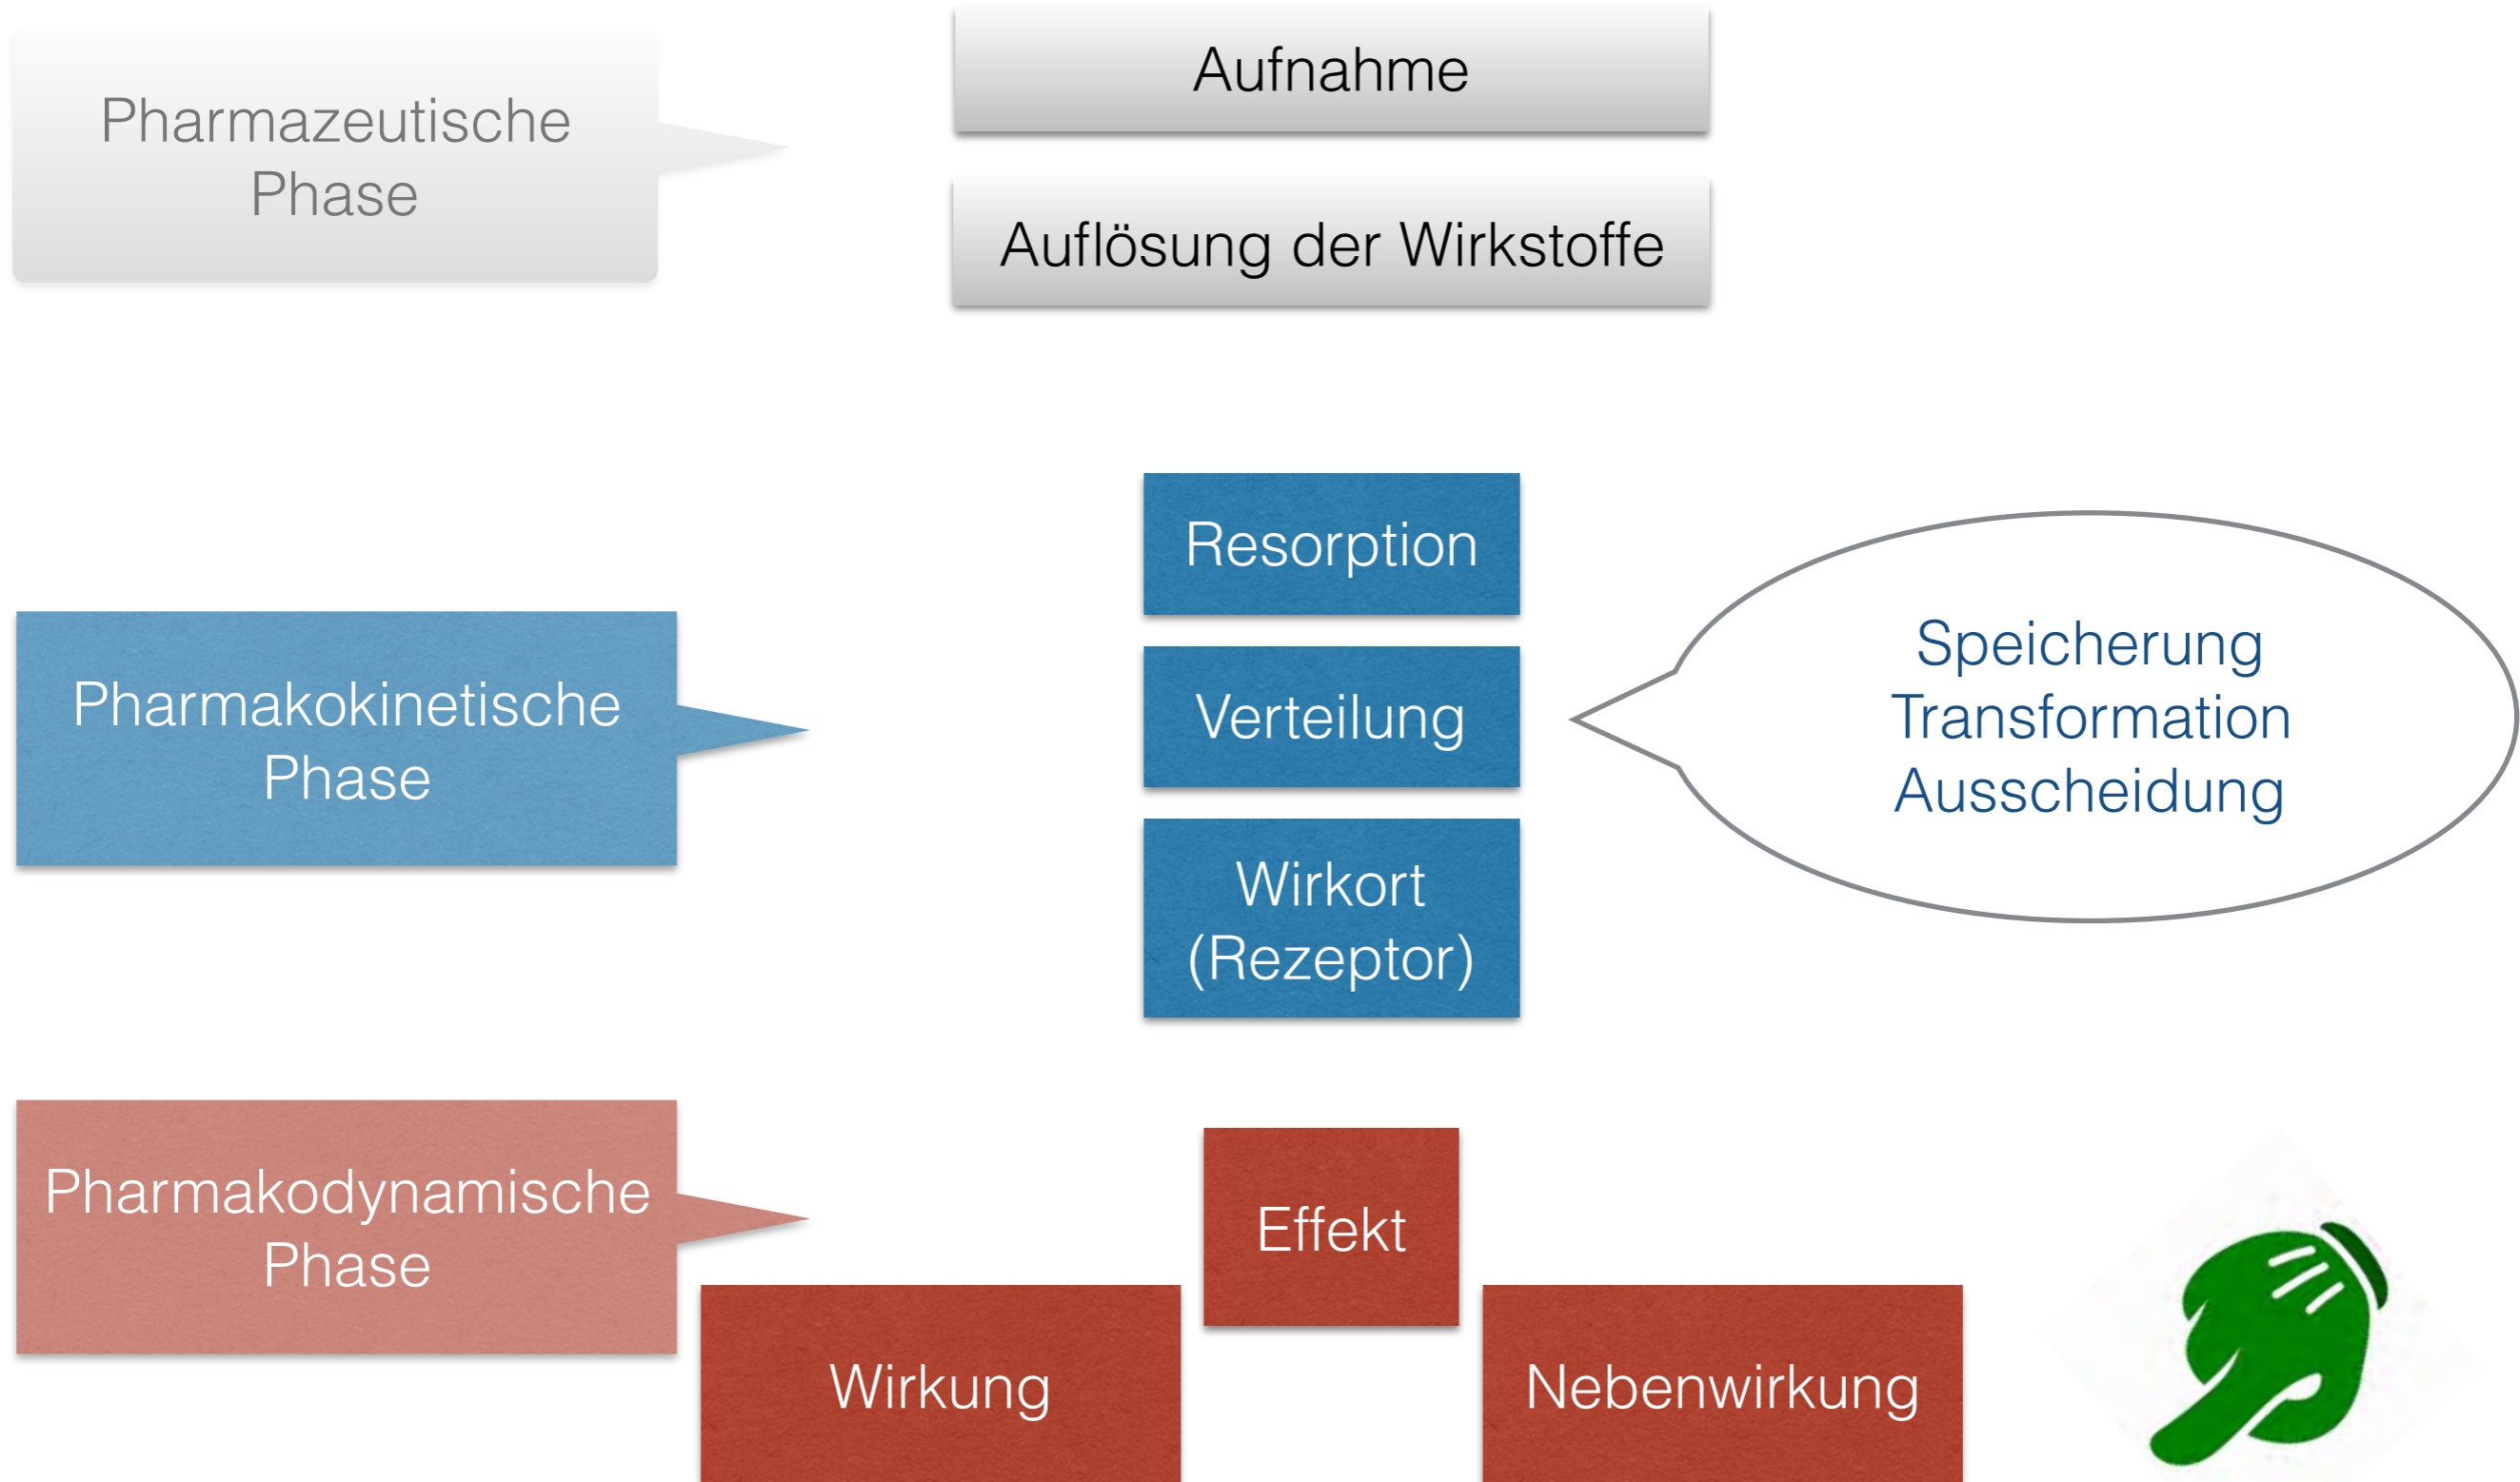 Pharmazeutische
Phase
Aufnahme
Auflösung der Wirkstoffe
Pharmakokinetische
Phase
Resorption
Verteilung
Wirkort
(Rezeptor)
Speicherung
Transformation
Ausscheidung
Pharmakodynamische
Phase
Effekt
Wirkung
Nebenwirkung